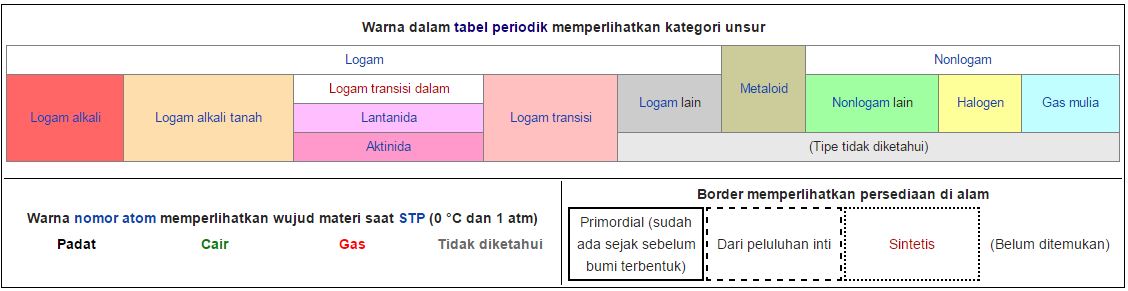 Warna dalam tabel periodik memperlihatkan kategori unsur
Logam
Metaloid
Nonlogam
Logam alkali
Logam alkali tanah
Logam transisi dalam
Lantanida
Aktinida
Logam transisi
Logam lain
Nonlogam lain
Halogen
Gas mulia
(Tipe tidak diketahui)
Warna nomor atom memperlihatkan wujud materi saat STP (0 °C dan 1 atm)
Padat
Cair
Gas
Tidak diketahui
Border memperlihatkan persediaan di alam
Primordial (sudah
ada sejak sebelum
bumi terbentuk)
Dari peluluhan inti
Sintetis
(Belum ditemukan)